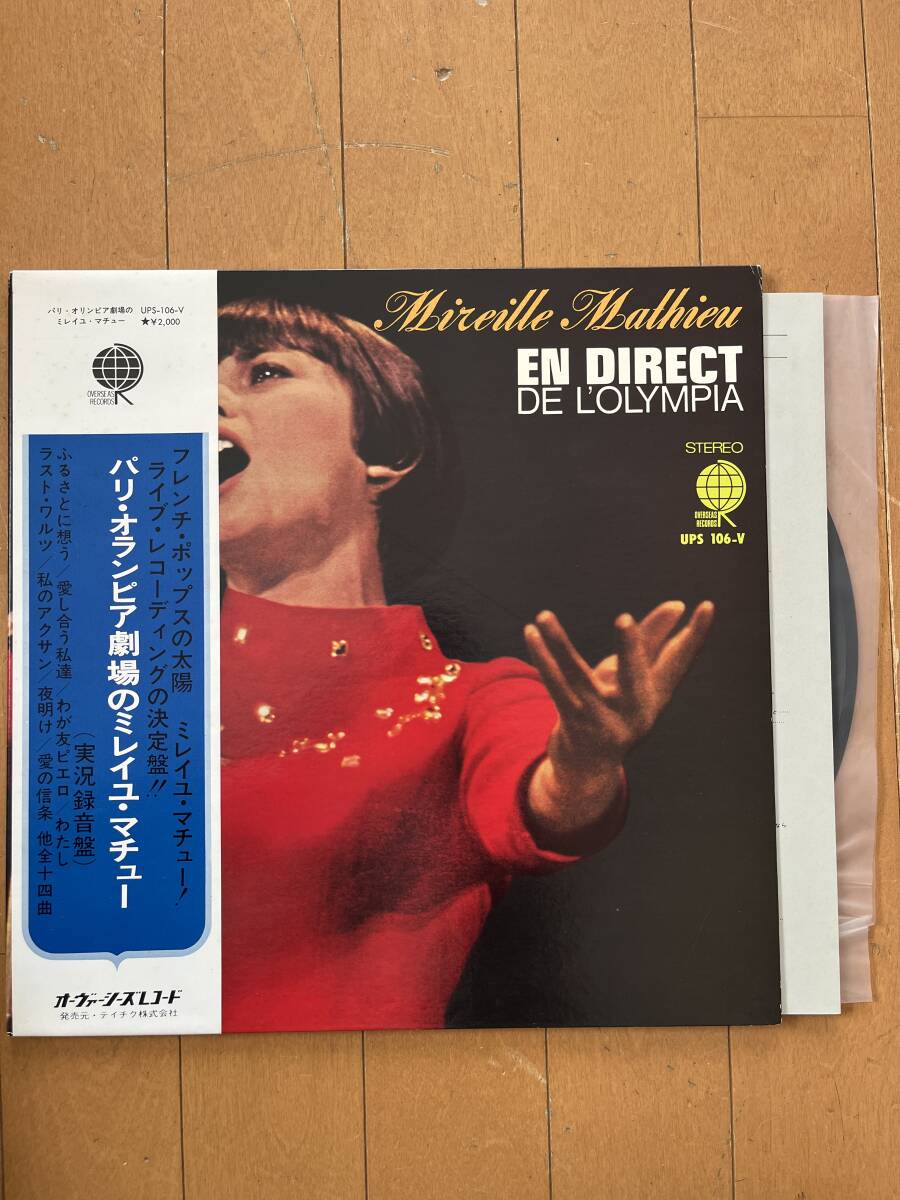 パリ・オリンピア劇場の UPS-106-V
ミレイユ・マチュー ★¥2,000
OVERSEAS
RECORDS
フレンチ・ポップスの太陽 ミレイユ・マチュー!
ライブ・レコーディングの決定盤!!
パリ・オランピア劇場のミレイユ・マチュー
(実況録音盤)
ふるさとに想う/愛し合う私達/わが友ピエロ/わたし
ラスト・ワルツ/私のアクサン/夜明け/愛の信条 他全十四曲
オーヴァーシーズレコード
発売元・テイチク株式会社
Mireille Mathieu
EN DIRECT
DE L'OLYMPIA
STEREO
OVERSEAS
RECORDS
UPS 106-V